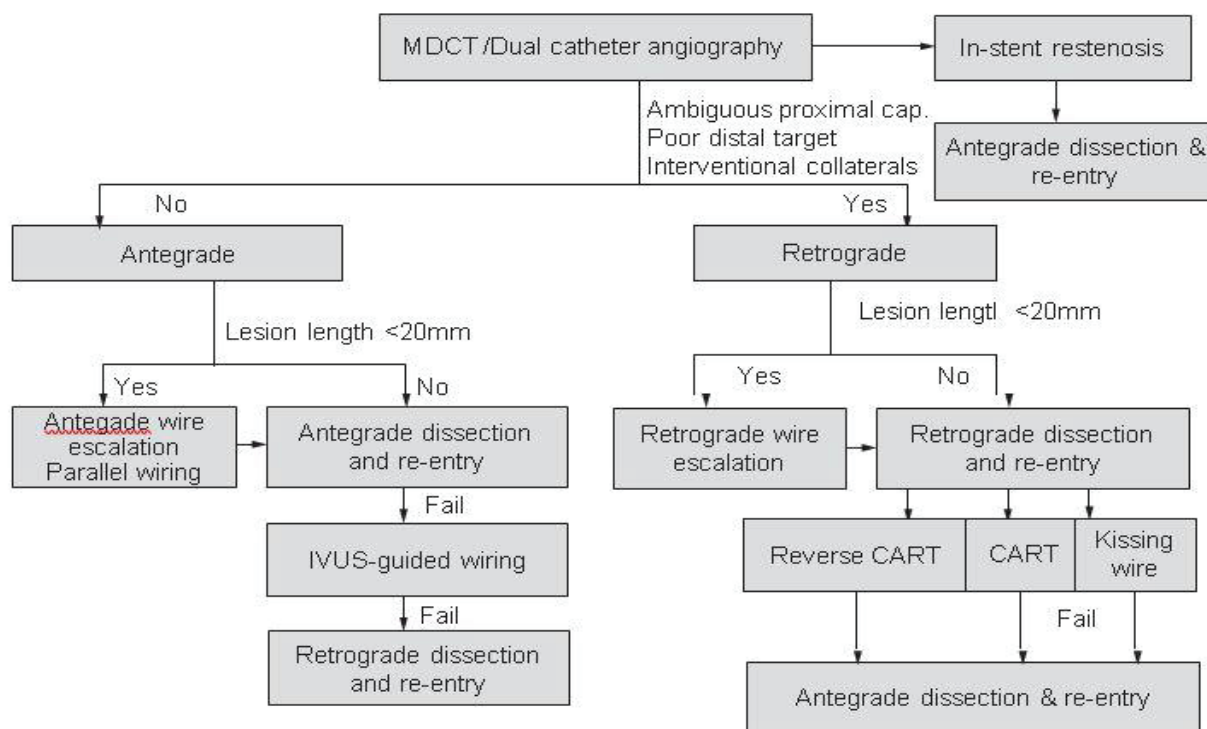 MDCT /Dual catheter angiography
In-stent restenosis
Ambiguous proximal cap.
Poor distal target
Interventional collaterals
Antegrade dissection &
re-entry
No
Yes
Antegrade
Retrograde
Lesion length <20mm
Lesion lengtl <20mm
Yes
No
Yes
No
Antegade wire
escalation
Parallel wiring
Antegrade dissection
and re-entry
Retrograde wire
escalation
Retrograde dissection
and re-entry
Fail
IVUS-guided wiring
Reverse CART
CART
Kissing
wire
Fail
Fail
Retrograde dissection
and re-entry
Antegrade dissection & re-entry